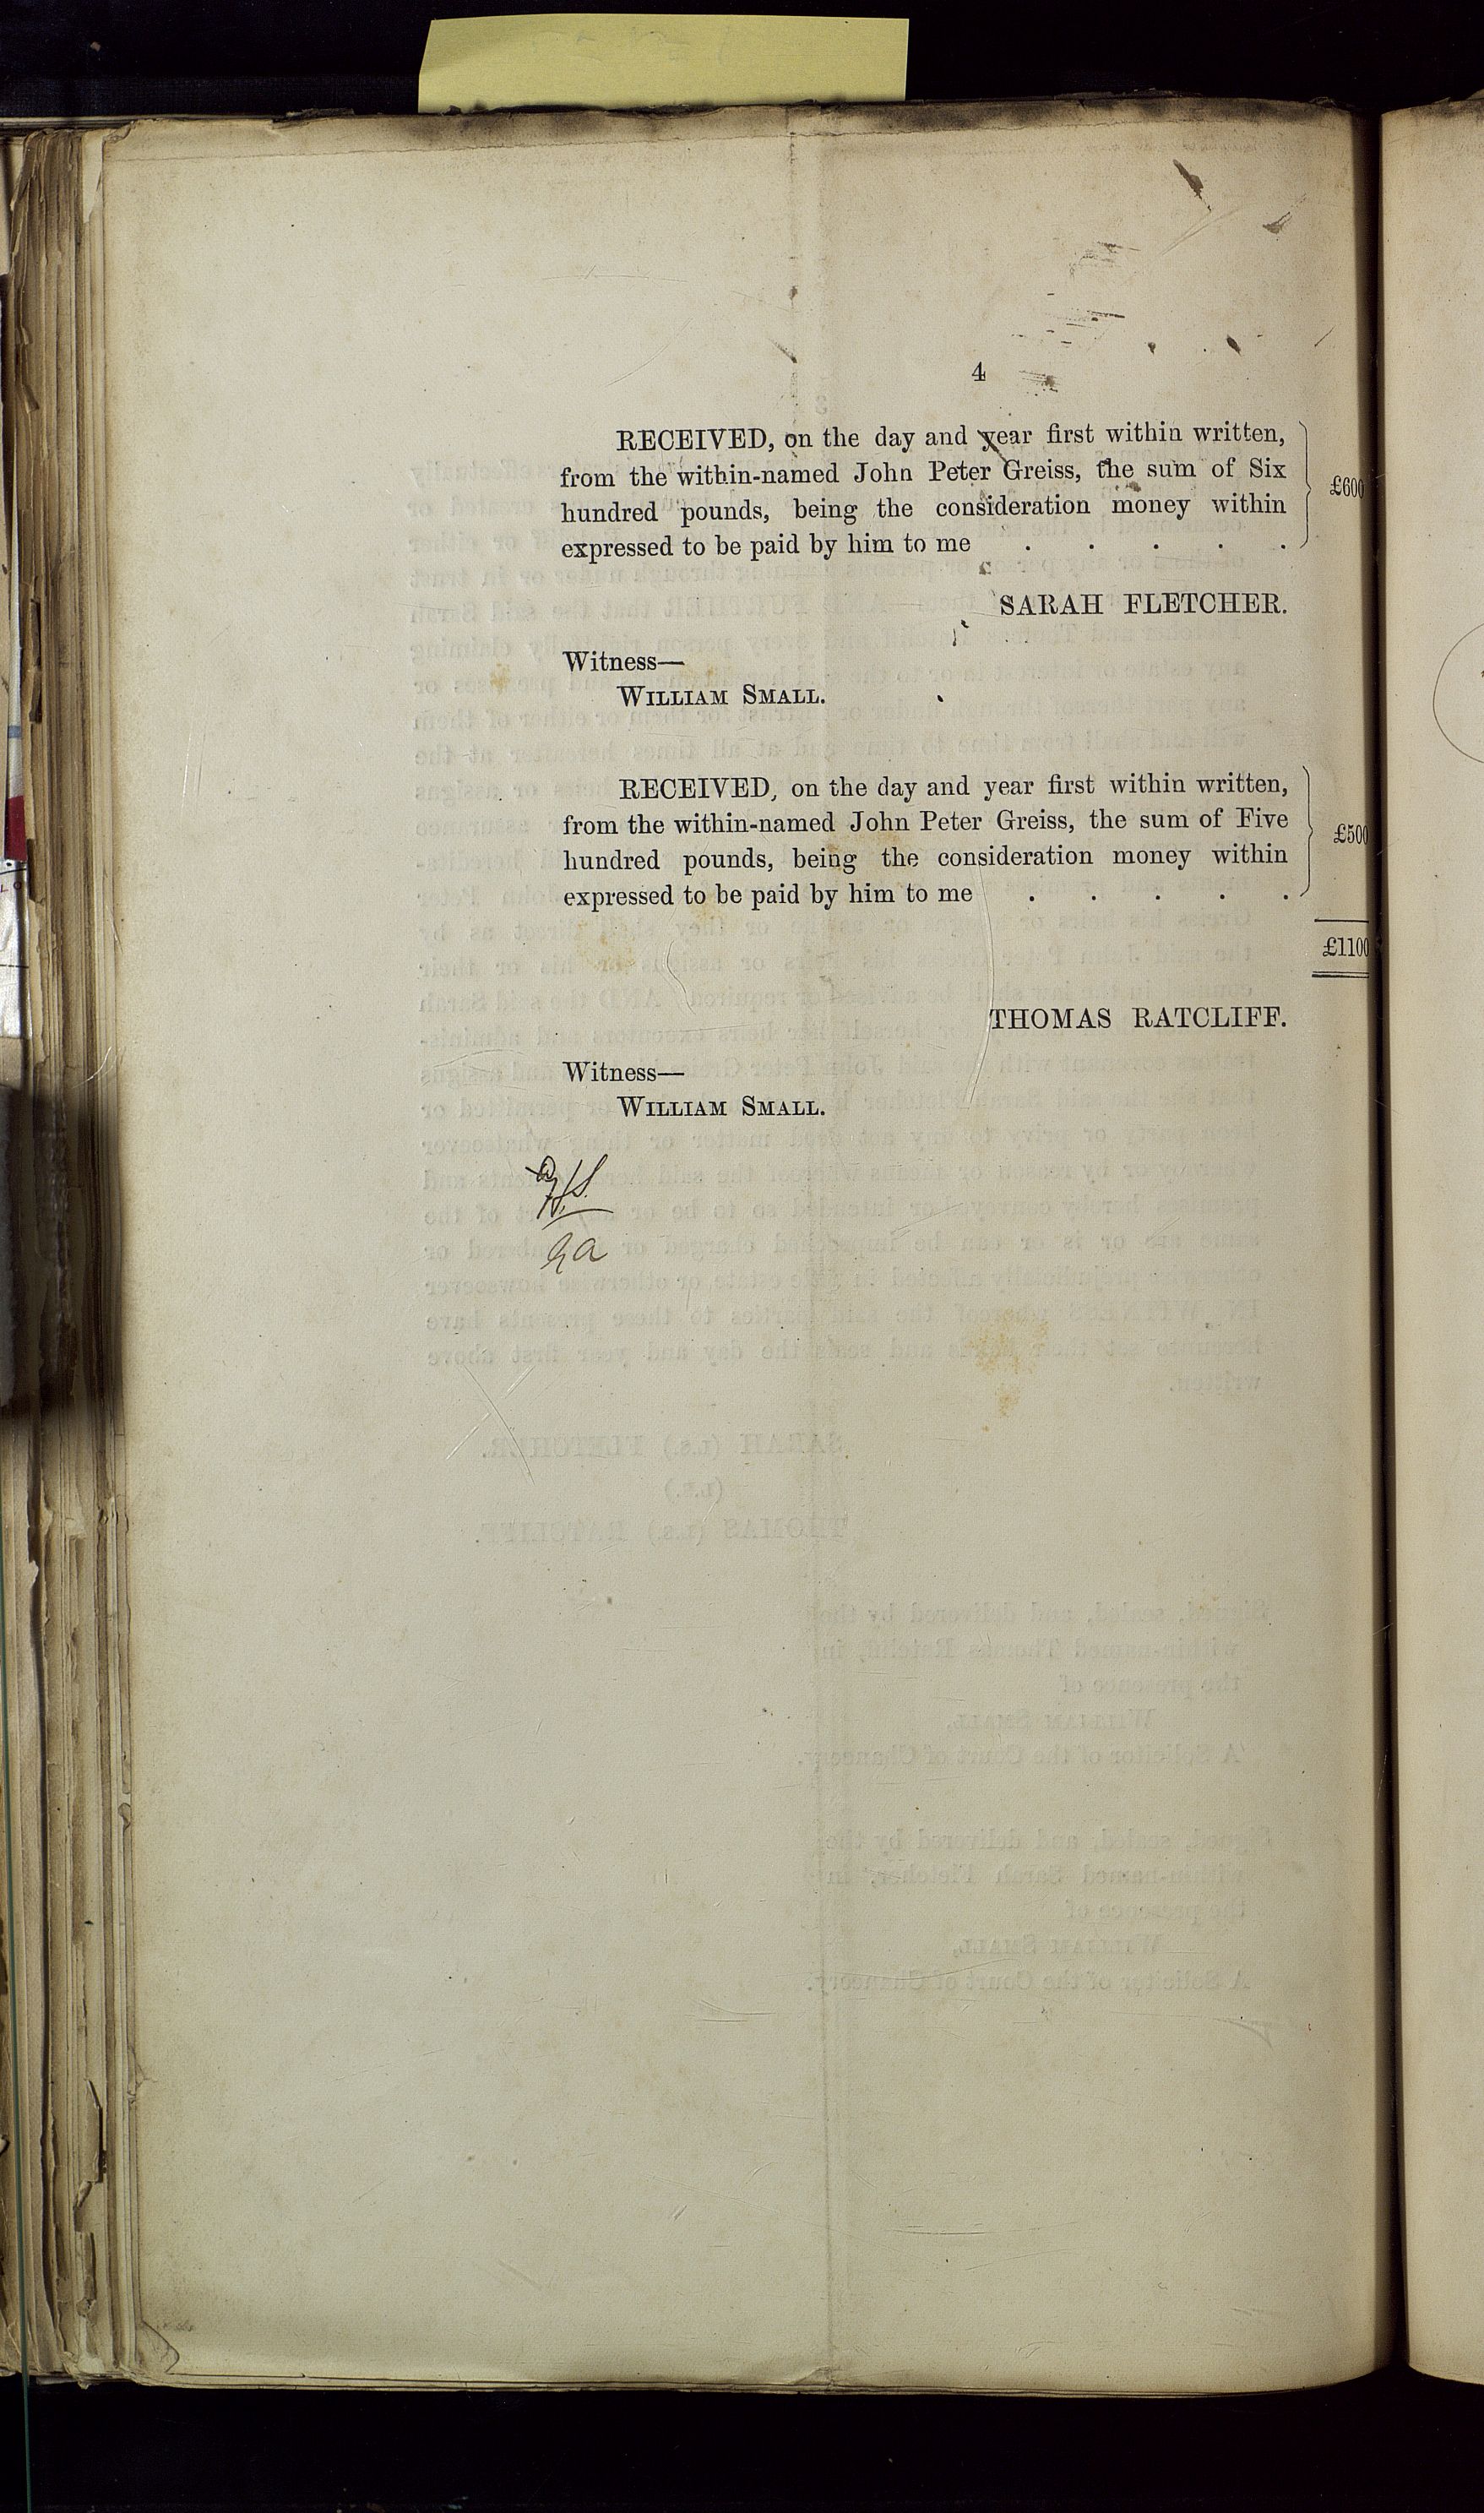 4
RECEIVED, on the day and year first within written,
from the within-named John Peter Greiss, the sum of Six
hundred pounds, being the consideration money within
expressed to be paid by him to me . . . . .
£600
SARAH FLETCHER.
Witness—
WILLIAM SMALL.
RECEIVED, on the day and year first within written,
from the within-named John Peter Greiss, the sum of Five
hundred pounds, being the consideration money within
expressed to be paid by him to me . . . . .
£500
£1100
THOMAS RATCLIFF.
Witness—
WILLIAM SMALL.